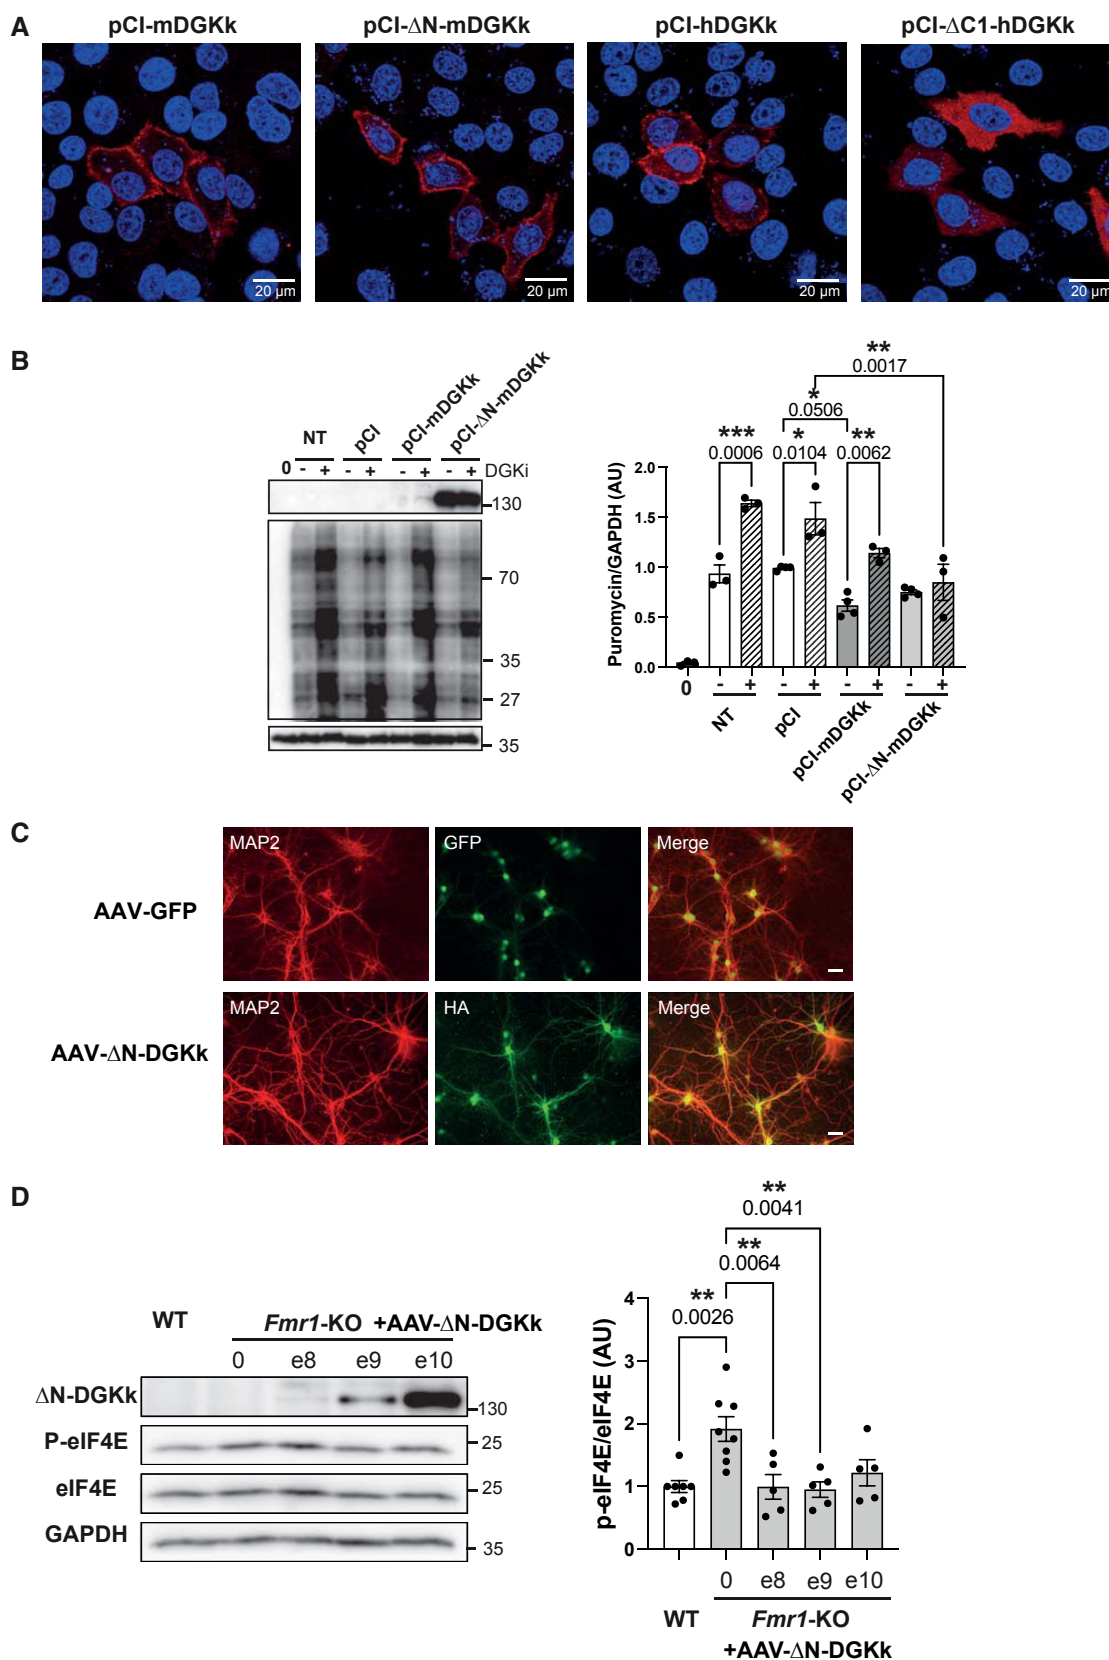 A
pCI-mDGKk
pCI-ΔN-mDGKk
pCI-hDGKk
pCI-ΔC1-hDGKk
20 µm
20 µm
20 µm
20 µm
B
NT
pCI
pCI-mDGKk
pCI-ΔN-mDGKk
0 - + - + - + - + DGKi
130
70
35
27
35
**
0.0017
*
0.0506
*** * **
0.0006 0.0104 0.0062
Puromycin/GAPDH (AU)
2.0
1.5
1.0
0.5
0.0
0 - + - + - + - +
NT
pCI
pCI-mDGKk
pCI-ΔN-mDGKk
C
AAV-GFP
MAP2
GFP
Merge
AAV-ΔN-DGKk
MAP2
HA
Merge
D
WT
Fmr1-KO +AAV-ΔN-DGKk
0 e8 e9 e10
ΔN-DGKk
130
P-eIF4E
25
eIF4E
25
GAPDH
35
**
0.0041
**
0.0064
**
0.0026
p-eIF4E/eIF4E (AU)
4
3
2
1
0
0 e8 e9 e10
WT
Fmr1-KO
+AAV-ΔN-DGKk